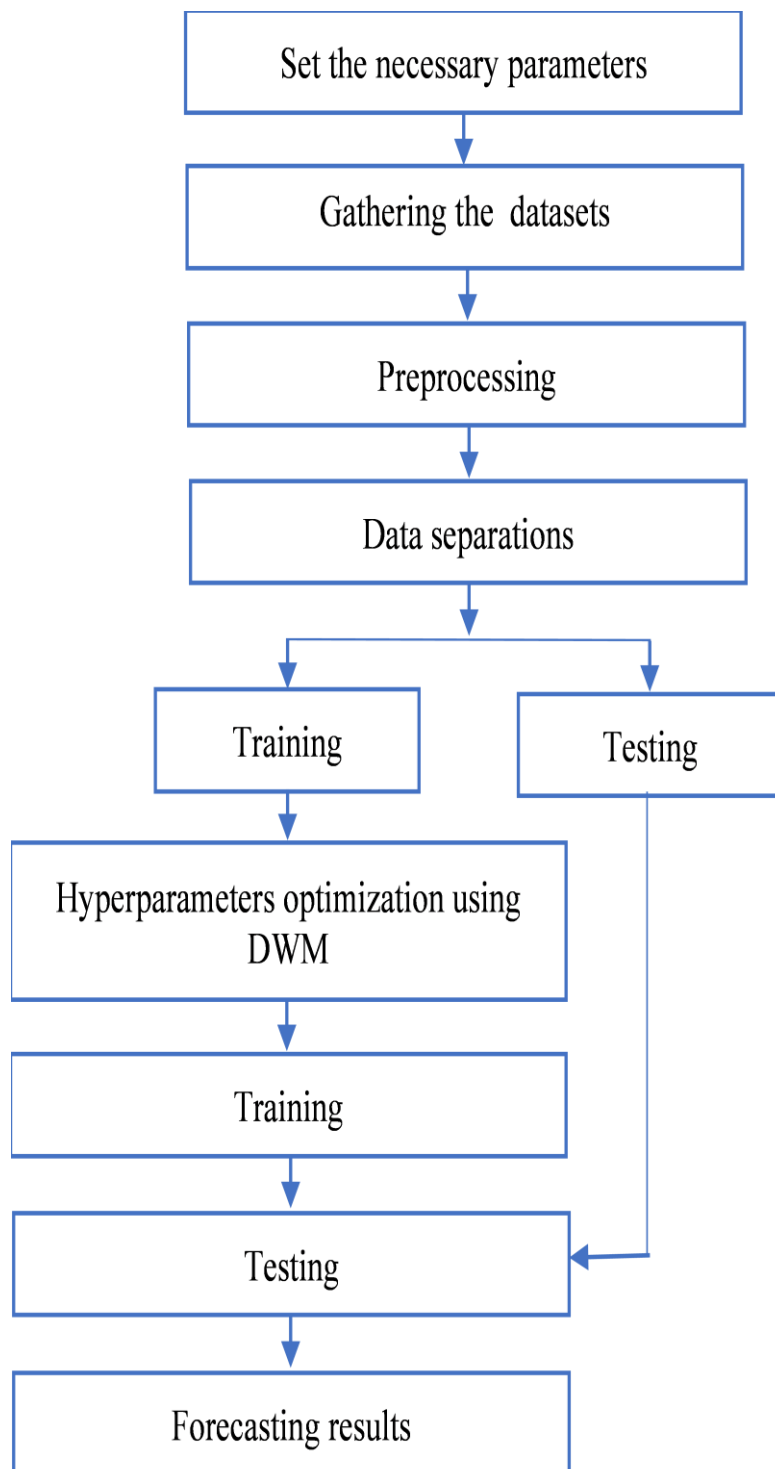 Set the necessary parameters
Gathering the datasets
Preprocessing
Data separations
Training
Testing
Hyperparameters optimization using
DWM
Training
Testing
Forecasting results